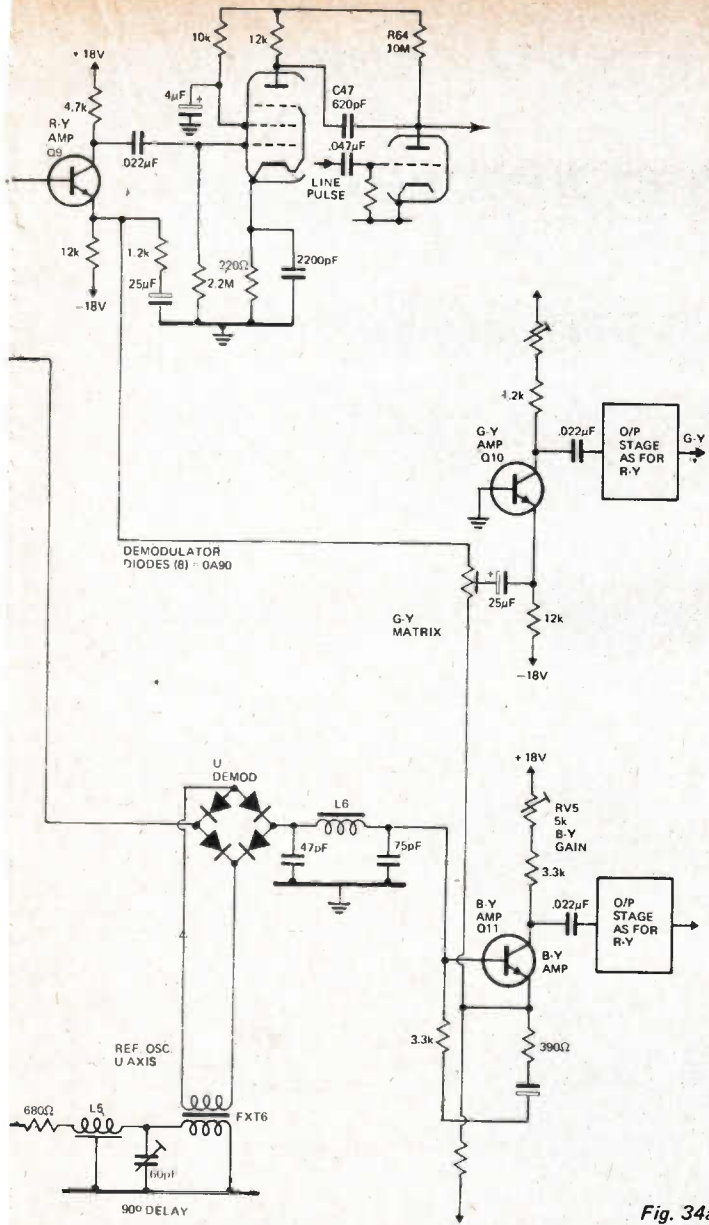 + 18V
4.7k
R-Y
AMP
Q9
12k
-18V
.022µF
1.2k
25µF
4µF
+
10k
12k
2.2M
220Ω
2200pF
C47
620pF
.047µF
LINE
PULSE
R64
10M
1.2k
G-Y
AMP
Q10
.022µF
O/P
STAGE
AS FOR
R-Y
G-Y
DEMODULATOR
DIODES (8) = 0A90
G-Y
MATRIX
+
25µF
12k
-18V
U
DEMOD
L6
47pF
75pF
+ 18V
RV5
5k
B-Y
GAIN
3.3k
.022µF
O/P
STAGE
AS FOR
R-Y
B-Y
AMP
Q11
B-Y
AMP
3.3k
390Ω
REF. OSC.
U AXIS
680Ω
L5
FXT6
60pF
90º DELAY
Fig. 34a